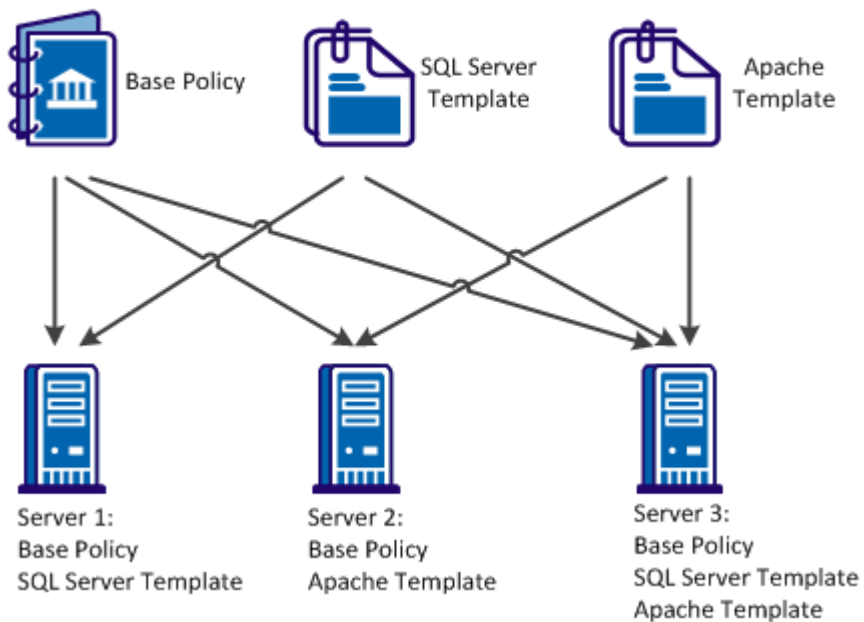 Base Policy
SQL Server
Template
Apache
Template
Server 1:
Base Policy
SQL Server Template
Server 2:
Base Policy
Apache Template
Server 3:
Base Policy
SQL Server Template
Apache Template